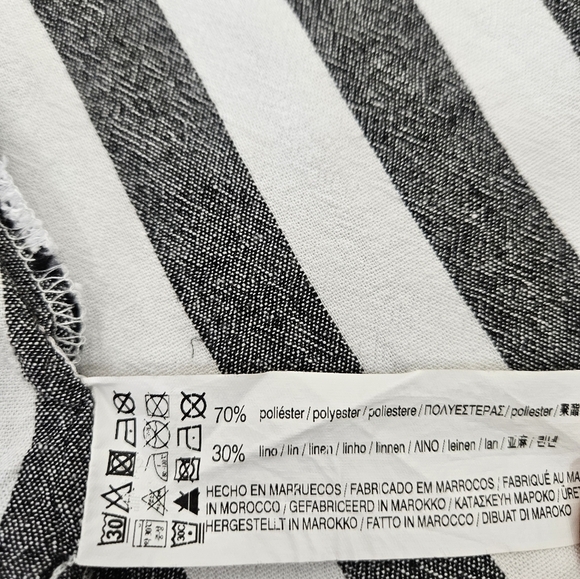 70% poliéster / polyester / poliestere / ΠΟΛΥΕΣΤΕΡΑΣ / poliester /
30% lino / lin / linen / linho / linnen / ΛΙΝΟ / leinen / lan / 亚麻 / 린넨
HECHO EN MARRUECOS / FABRICADO EM MARROCOS / FABRIQUÉ AU MA
IN MOROCCO / GEFABRICEERD IN MAROKKO / ΚΑΤΑΣΚΕΥΗ ΜΑΡΟΚΟ / ÜRE
HERGESTELLT IN MAROKKO / FATTO IN MAROCCO / DIBUAT DI MAROKO
30